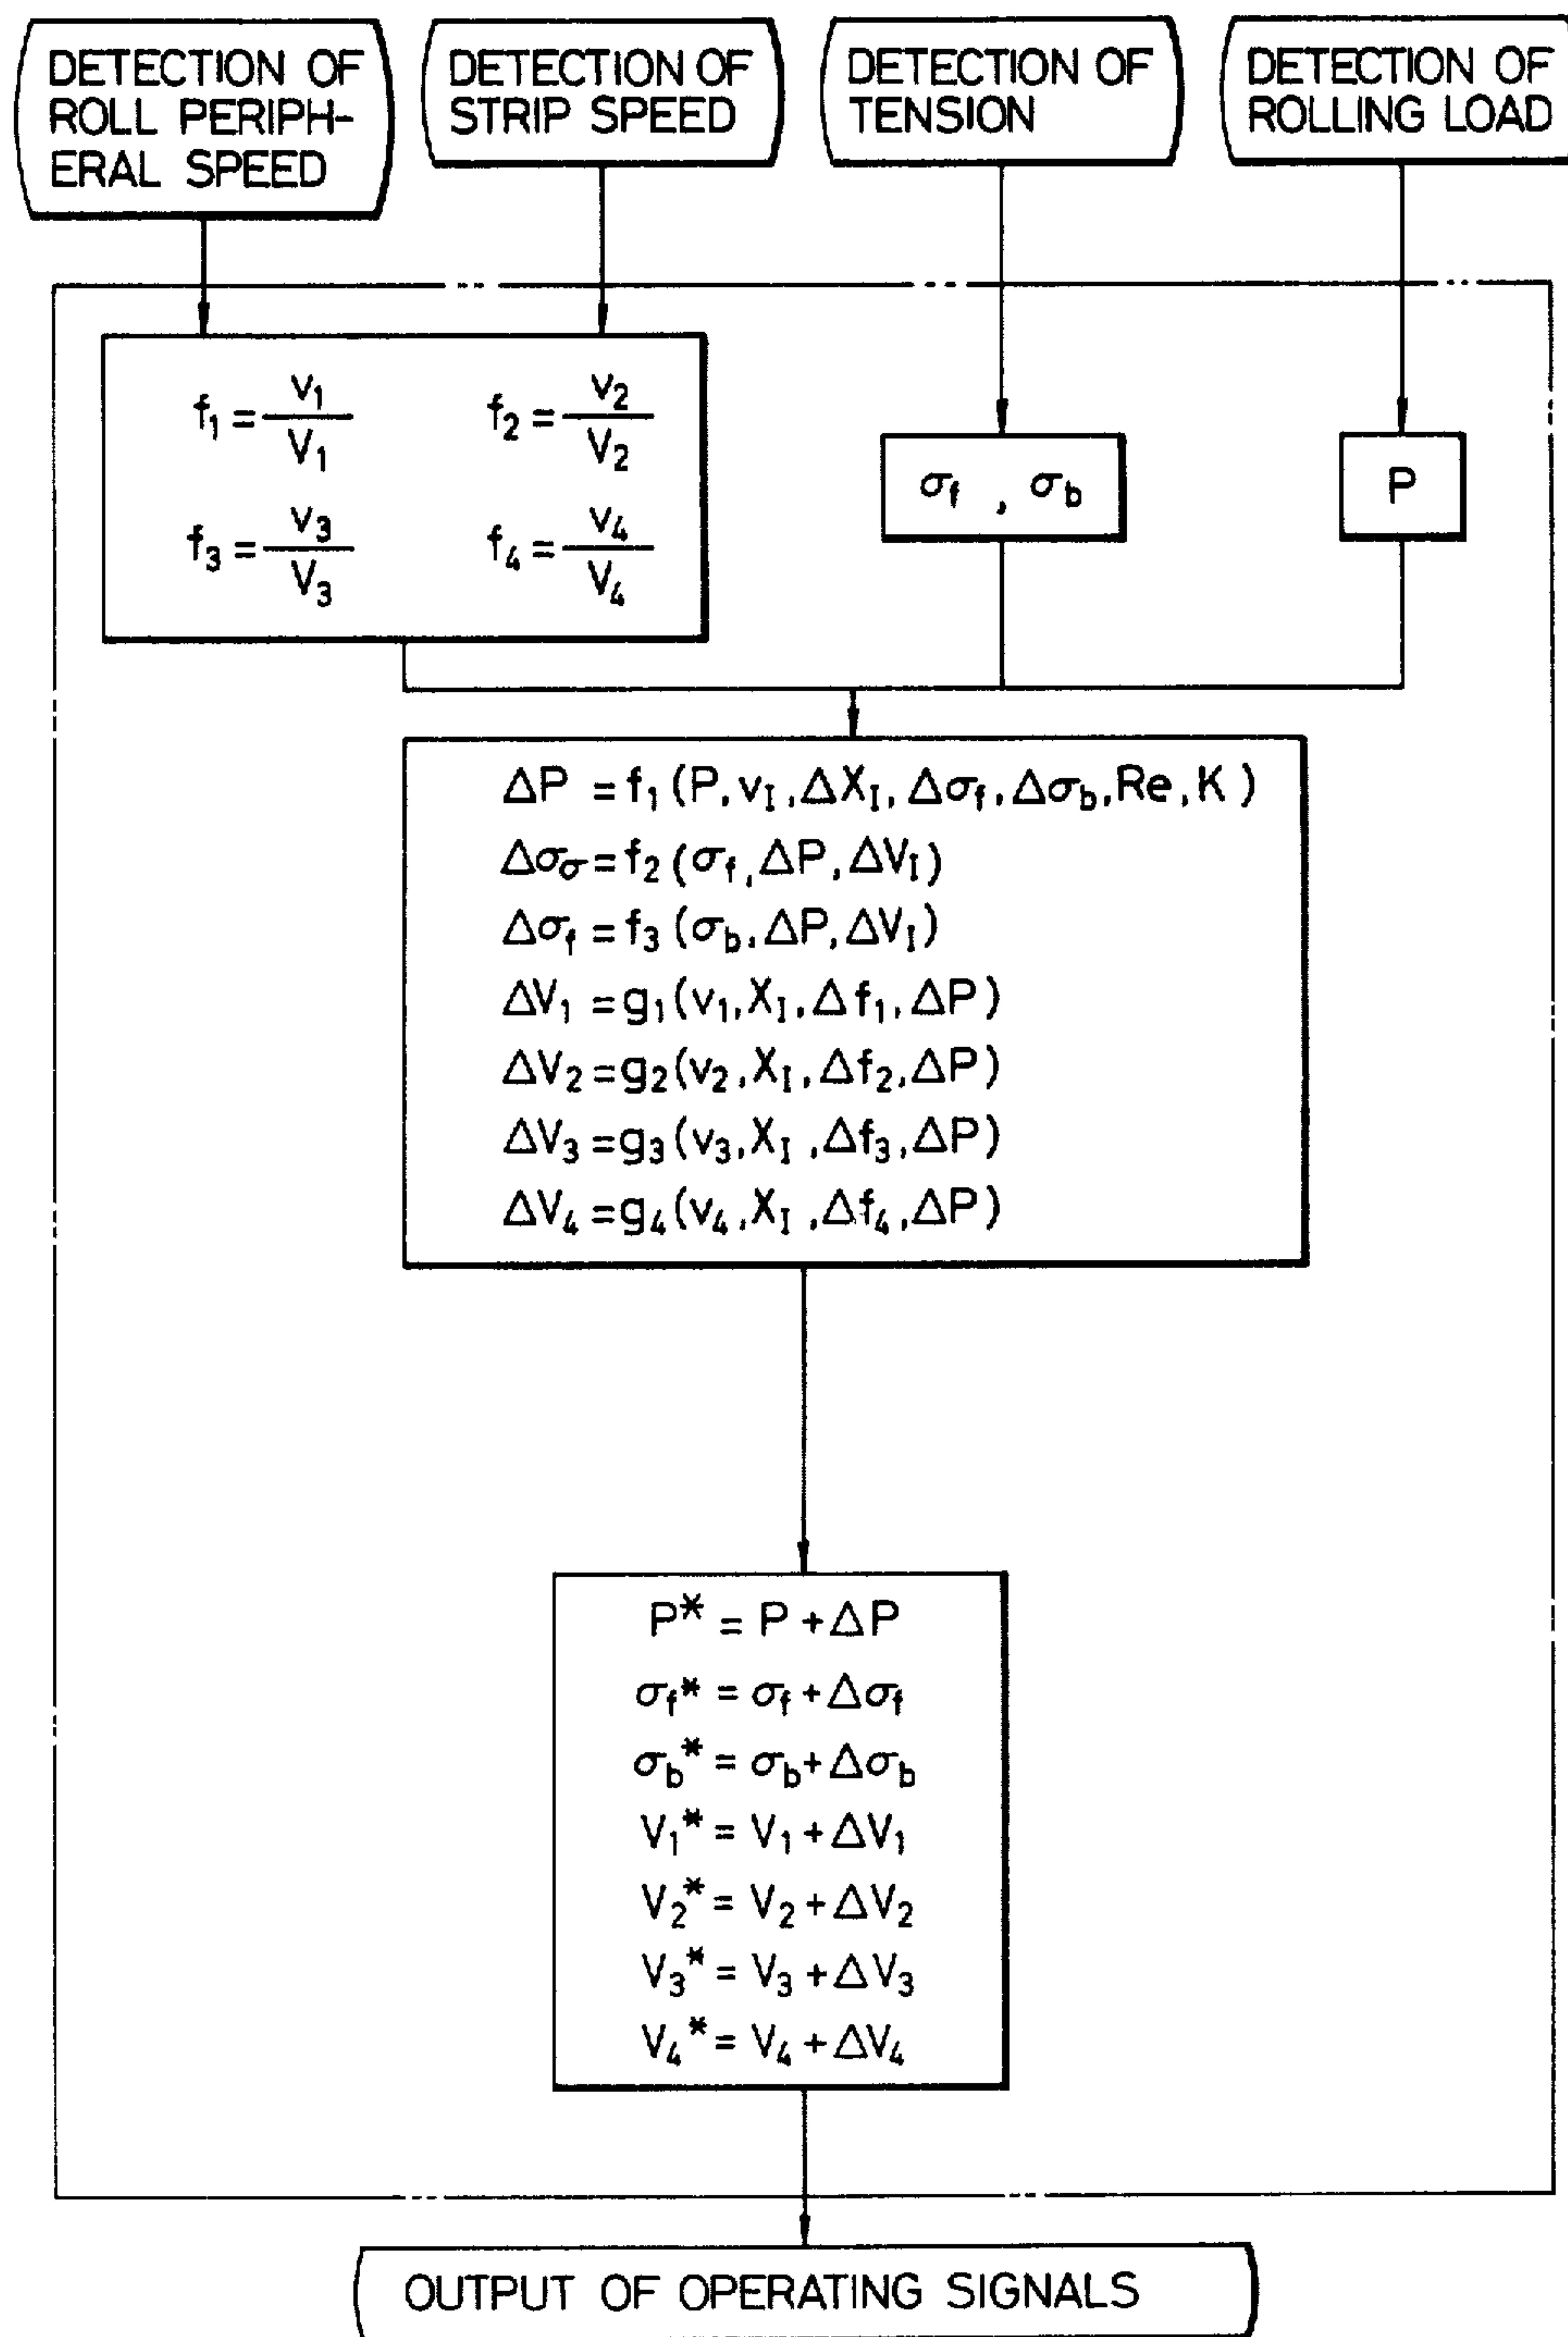 DETECTION OF
ROLL PERIPH-
ERAL SPEED
DETECTION OF
STRIP SPEED
DETECTION OF
TENSION
DETECTION OF
ROLLING LOAD
f₁ = v₁/V₁
f₂ = v₂/V₂
f₃ = v₃/V₃
f₄ = v₄/V₄
σf , σb
P
ΔP = f₁ (P, vI, ΔXI, Δσf, Δσb, Re, K )
Δσσ = f₂ (σf, ΔP, ΔVI)
Δσf = f₃ (σb, ΔP, ΔVI)
ΔV₁ = g₁ (v₁, XI, Δf₁, ΔP)
ΔV₂ = g₂ (v₂, XI, Δf₂, ΔP)
ΔV₃ = g₃ (v₃, XI, Δf₃, ΔP)
ΔV₄ = g₄ (v₄, XI, Δf₄, ΔP)
P* = P + ΔP
σf* = σf + Δσf
σb* = σb + Δσb
V₁* = V₁ + ΔV₁
V₂* = V₂ + ΔV₂
V₃* = V₃ + ΔV₃
V₄* = V₄ + ΔV₄
OUTPUT OF OPERATING SIGNALS